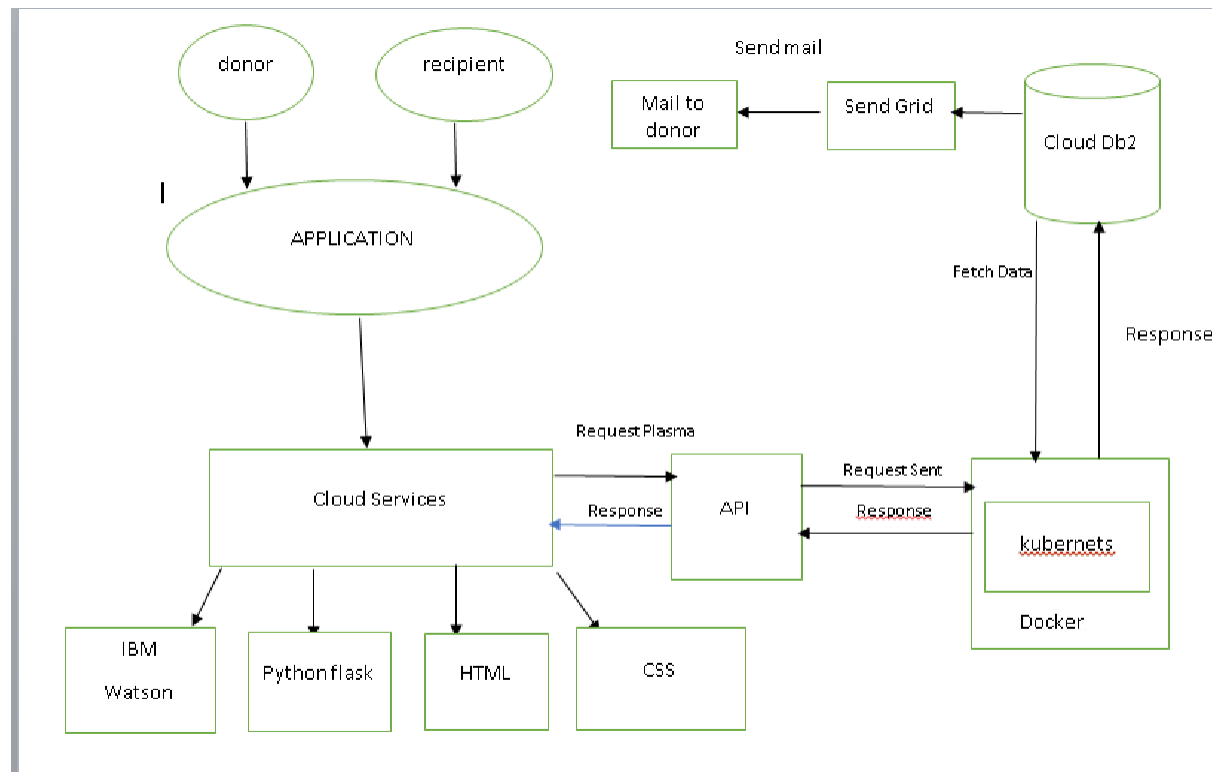 donor
recipient
Send mail
Mail to
donor
Send Grid
Cloud Db2
APPLICATION
Fetch Data
Response
Request Plasma
Cloud Services
Response
API
Request Sent
Response
kubernets
Docker
IBM
Watson
Python flask
HTML
CSS